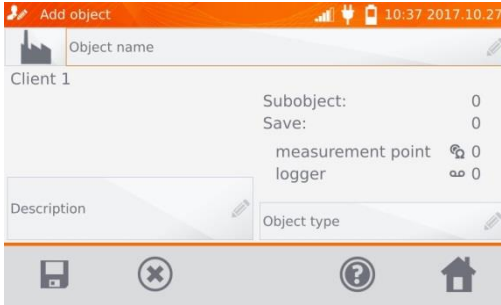 Add object
10:37 2017.10.27
Object name
Client 1
Subobject: 0
Save: 0
measurement point 0
logger 0
Description
Object type